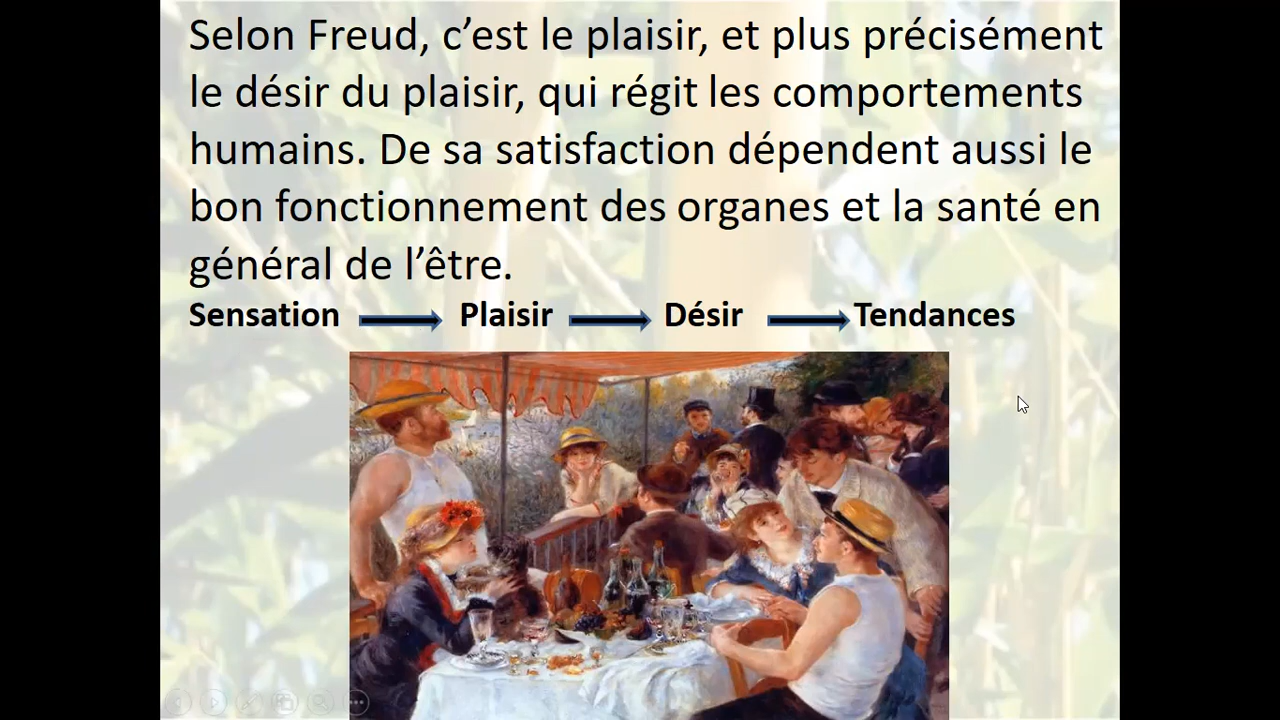 Selon Freud, c’est le plaisir, et plus précisément
le désir du plaisir, qui régit les comportements
humains. De sa satisfaction dépendent aussi le
bon fonctionnement des organes et la santé en
général de l’être.
Sensation Plaisir Désir Tendances